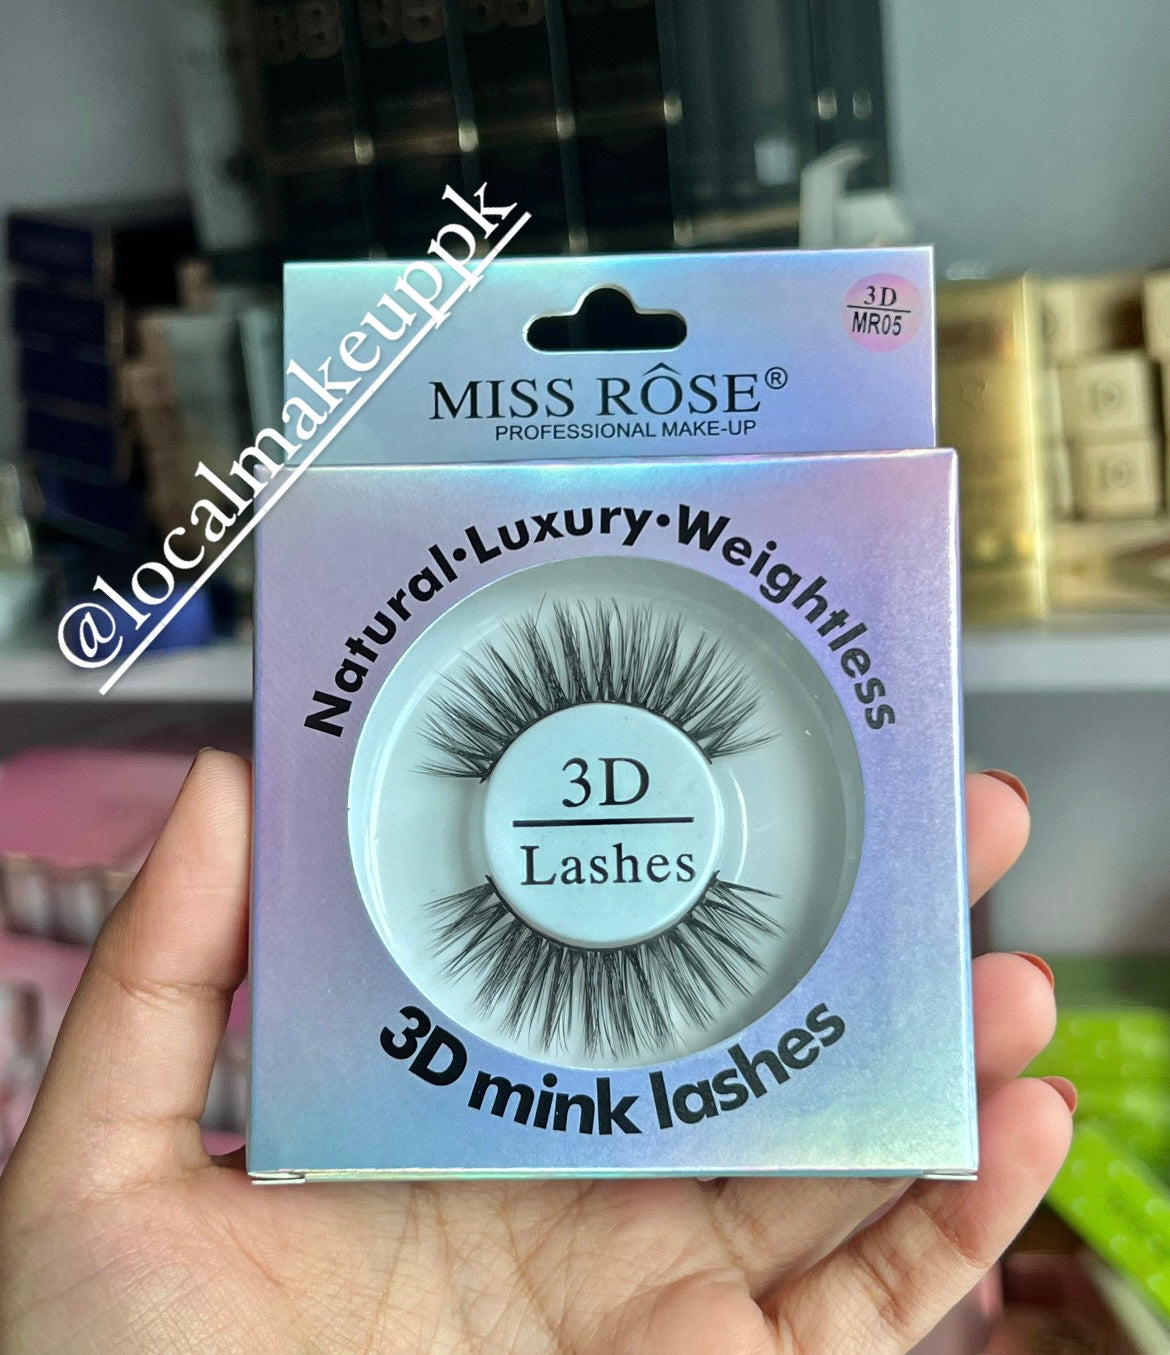 @localmakeuppk
3D
MR05
MISS RÔSE®
PROFESSIONAL MAKE-UP
Natural•Luxury•Weightless
3D
Lashes
3D mink lashes